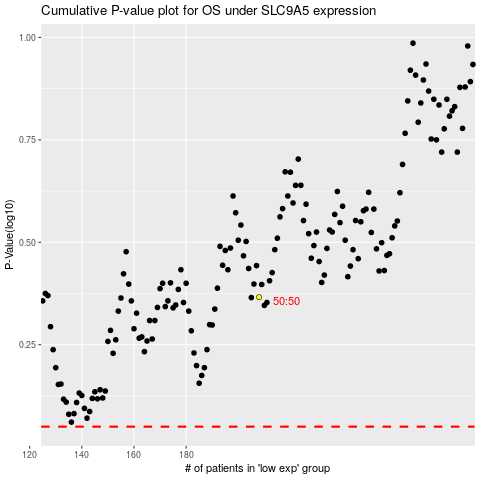 Cumulative P-value plot for OS under SLC9A5 expression
P-Value(log10)
1.00
0.75
0.50
0.25
50:50
120 140 160 180
# of patients in 'low exp' group